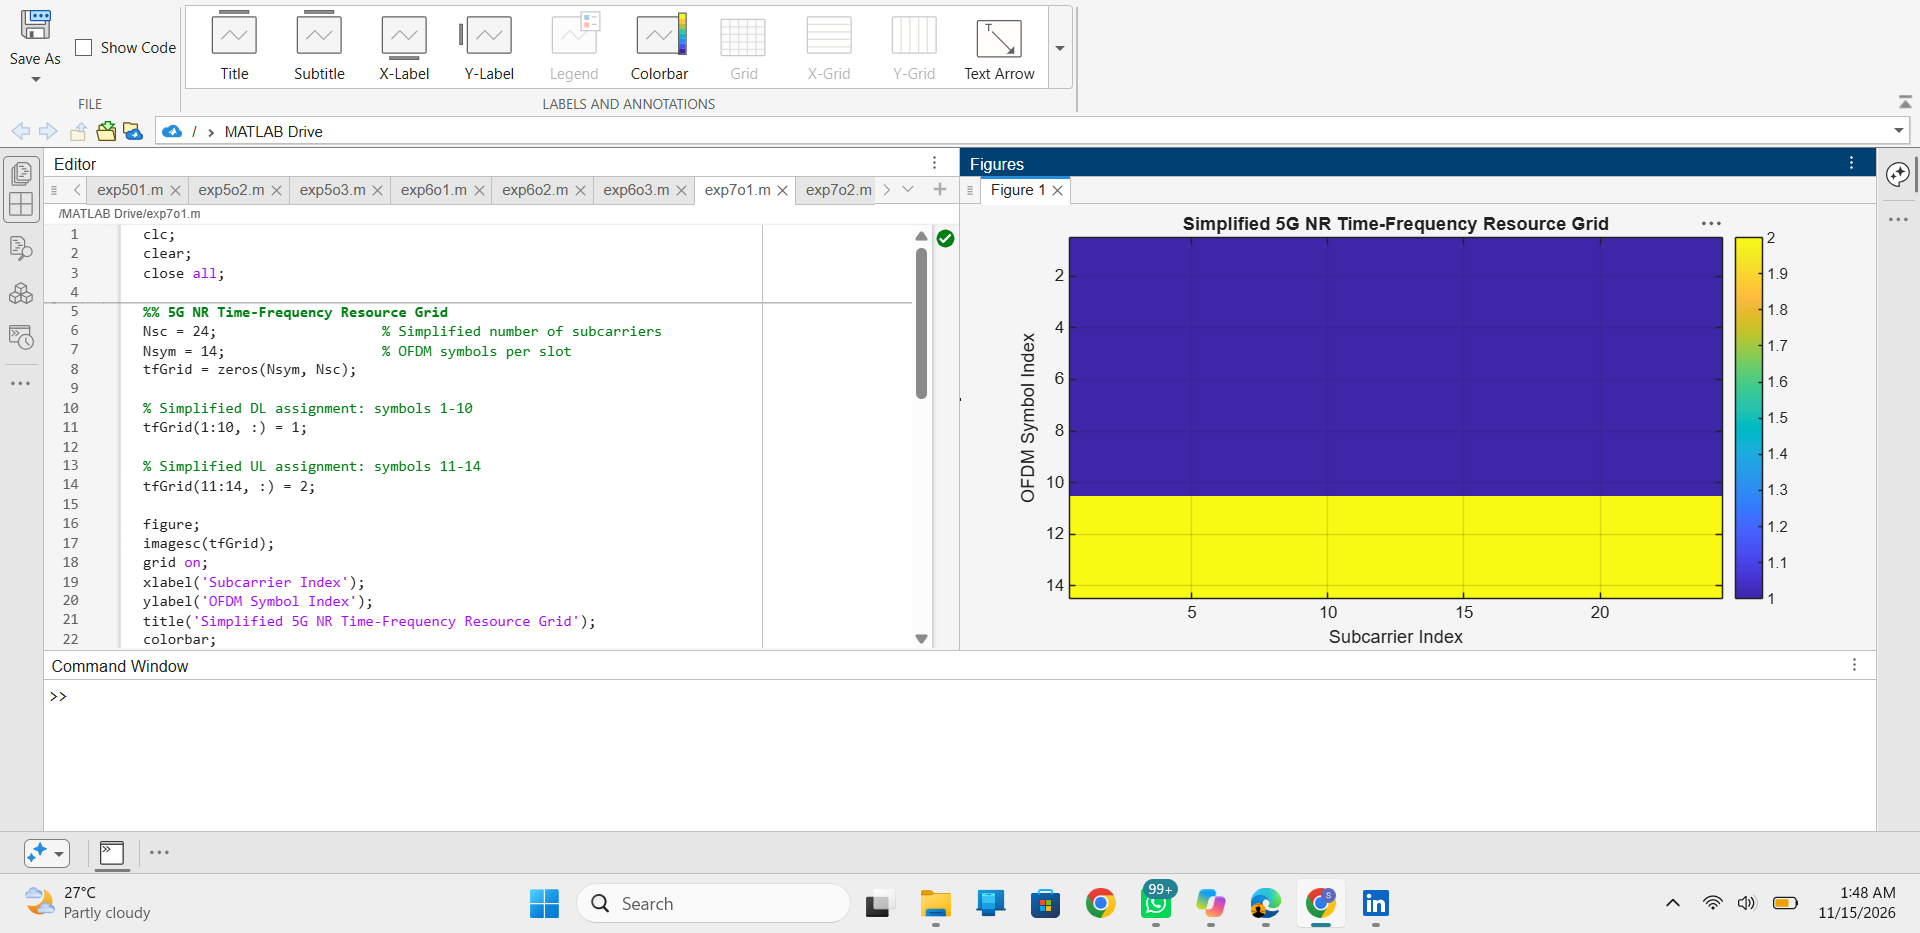 Save As
Show Code
FILE
Title
Subtitle
X-Label
Y-Label
Legend
Colorbar
Grid
X-Grid
Y-Grid
Text Arrow
LABELS AND ANNOTATIONS
/ › MATLAB Drive
Editor
exp501.m
exp5o2.m
exp5o3.m
exp6o1.m
exp6o2.m
exp6o3.m
exp7o1.m
exp7o2.m
/MATLAB Drive/exp7o1.m
1 clc;
2 clear;
3 close all;
4
5 %% 5G NR Time-Frequency Resource Grid
6 Nsc = 24; % Simplified number of subcarriers
7 Nsym = 14; % OFDM symbols per slot
8 tfGrid = zeros(Nsym, Nsc);
9
10 % Simplified DL assignment: symbols 1-10
11 tfGrid(1:10, :) = 1;
12
13 % Simplified UL assignment: symbols 11-14
14 tfGrid(11:14, :) = 2;
15
16 figure;
17 imagesc(tfGrid);
18 grid on;
19 xlabel('Subcarrier Index');
20 ylabel('OFDM Symbol Index');
21 title('Simplified 5G NR Time-Frequency Resource Grid');
22 colorbar;
Figures
Figure 1
Simplified 5G NR Time-Frequency Resource Grid
OFDM Symbol Index
2
4
6
8
10
12
14
5 10 15 20
Subcarrier Index
2
1.9
1.8
1.7
1.6
1.5
1.4
1.3
1.2
1.1
1
Command Window
>>
27°C
Partly cloudy
Search
99+
in
1:48 AM
11/15/2026